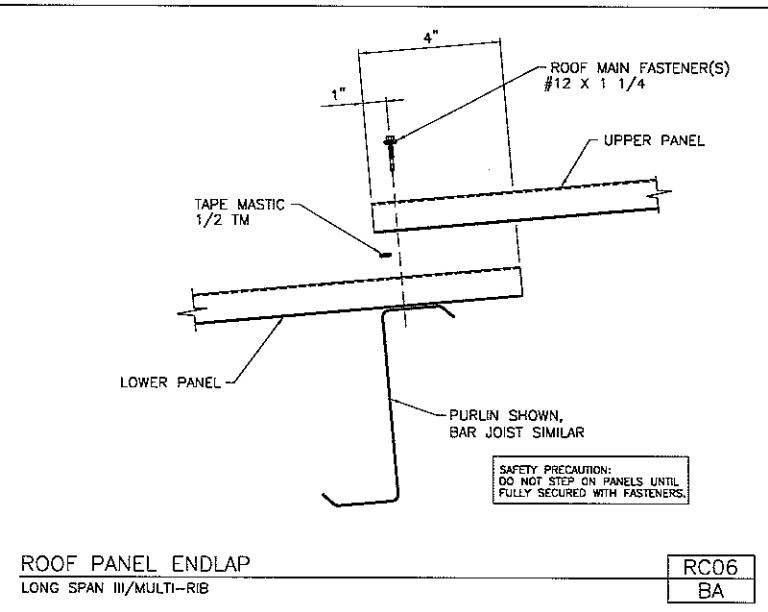 4"
1"
ROOF MAIN FASTENER(S)
#12 X 1 1/4
UPPER PANEL
TAPE MASTIC
1/2 TM
LOWER PANEL
PURLIN SHOWN,
BAR JOIST SIMILAR
SAFETY PRECAUTION:
DO NOT STEP ON PANELS UNTIL
FULLY SECURED WITH FASTENERS.
ROOF PANEL ENDLAP
LONG SPAN III/MULTI-RIB
RC06
BA